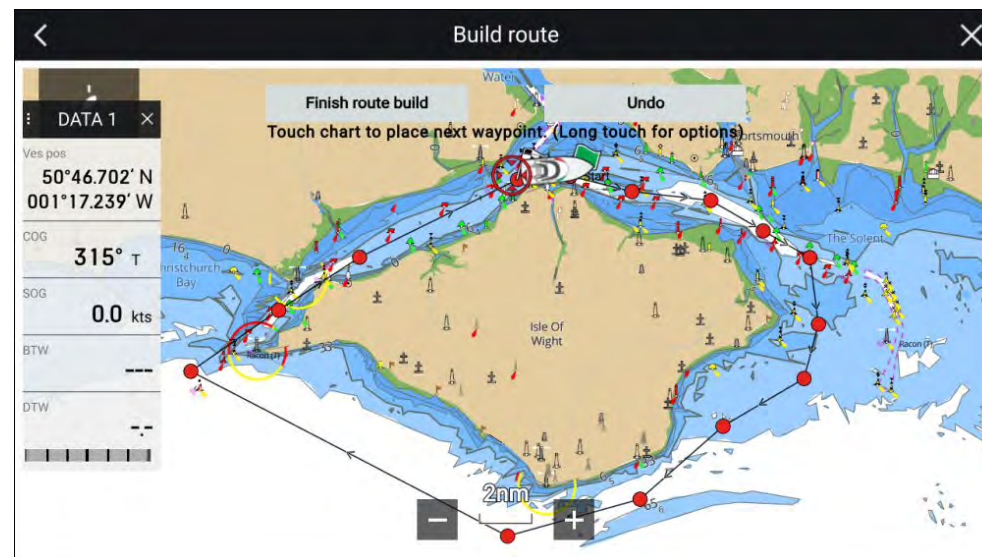 Build route
Finish route build
Undo
Touch chart to place next waypoint. (Long touch for options)
DATA 1
Ves pos
50°46.702' N
001°17.239' W
COG
315° T
SOG
0.0 kts
BTW
---
DTW
-.-
Water
Start
The Solent
Bay
Isle Of
Wight
Racon (T)
Racon (T)
2nm